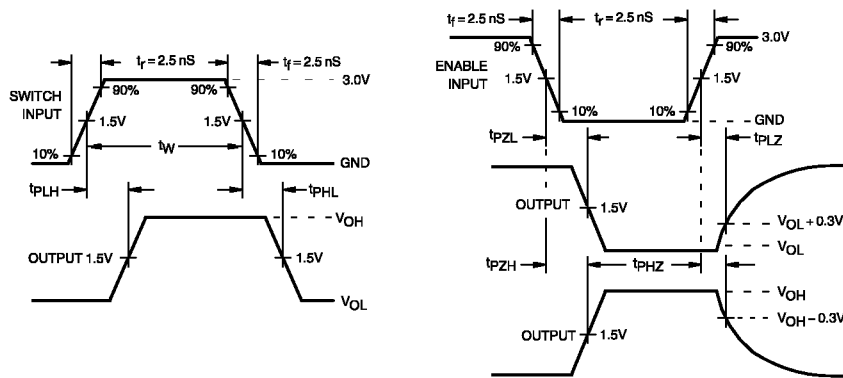 tr = 2.5 nS
tf = 2.5 nS
3.0V
SWITCH
INPUT
90%
90%
1.5V
1.5V
10%
tW
10%
GND
tPLH
tPHL
VOH
OUTPUT 1.5V
1.5V
VOL
tf = 2.5 nS
tr = 2.5 nS
3.0V
90%
90%
ENABLE
INPUT
1.5V
1.5V
10%
10%
GND
tPZL
tPLZ
OUTPUT
1.5V
VOL + 0.3V
VOL
tPZH
tPHZ
VOH
VOH – 0.3V
OUTPUT
1.5V